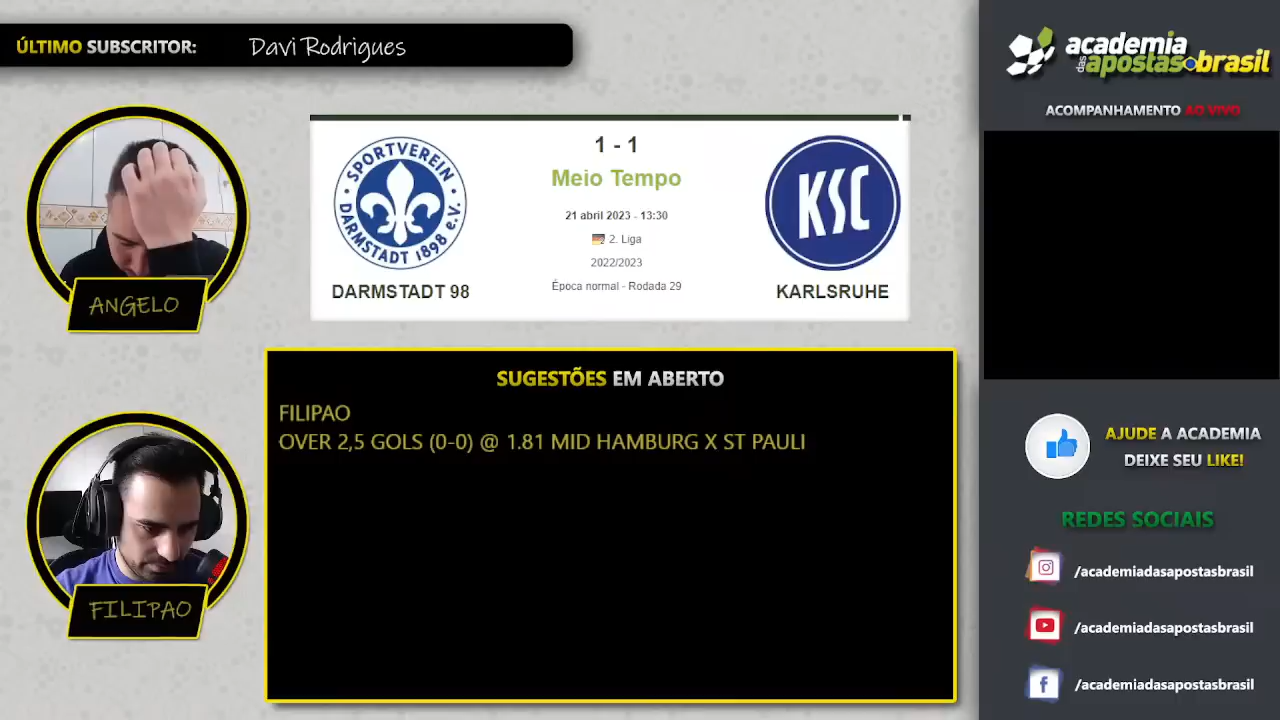 ÚLTIMO SUBSCRITOR: Davi Rodrigues
ANGELO
SPORTVEREIN DARMSTADT 1898 e.V.
DARMSTADT 98
1 - 1
Meio Tempo
21 abril 2023 - 13:30
2. Liga
2022/2023
Época normal - Rodada 29
KSC
KARLSRUHE
SUGESTÕES EM ABERTO
FILIPAO
OVER 2,5 GOLS (0-0) @ 1.81 MID HAMBURG X ST PAULI
FILIPAO
academia
das apostas brasil
ACOMPANHAMENTO AO VIVO
AJUDE A ACADEMIA
DEIXE SEU LIKE!
REDES SOCIAIS
/academiadasapostasbrasil
/academiadasapostasbrasil
/academiadasapostasbrasil